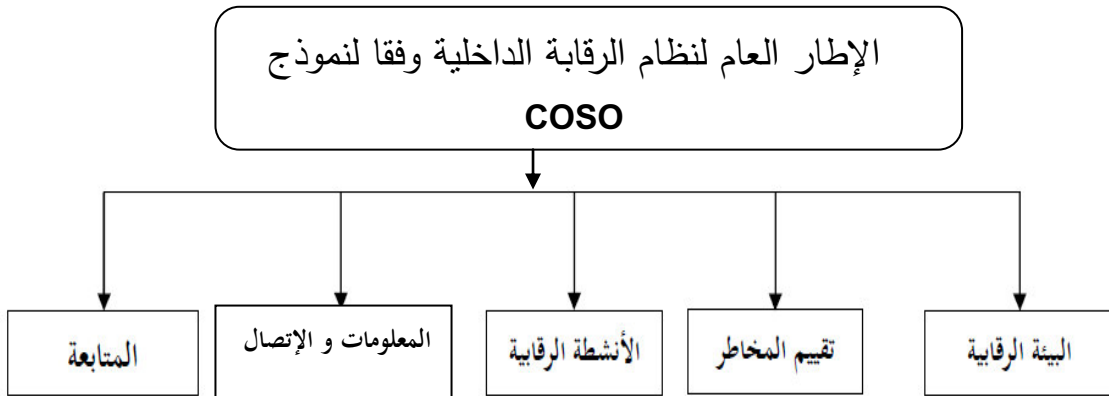 الإطار العام لنظام الرقابة الداخلية وفقا لنموذج
COSO
البيئة الرقابية
تقييم المخاطر
الأنشطة الرقابية
المعلومات و الإتصال
المتابعة